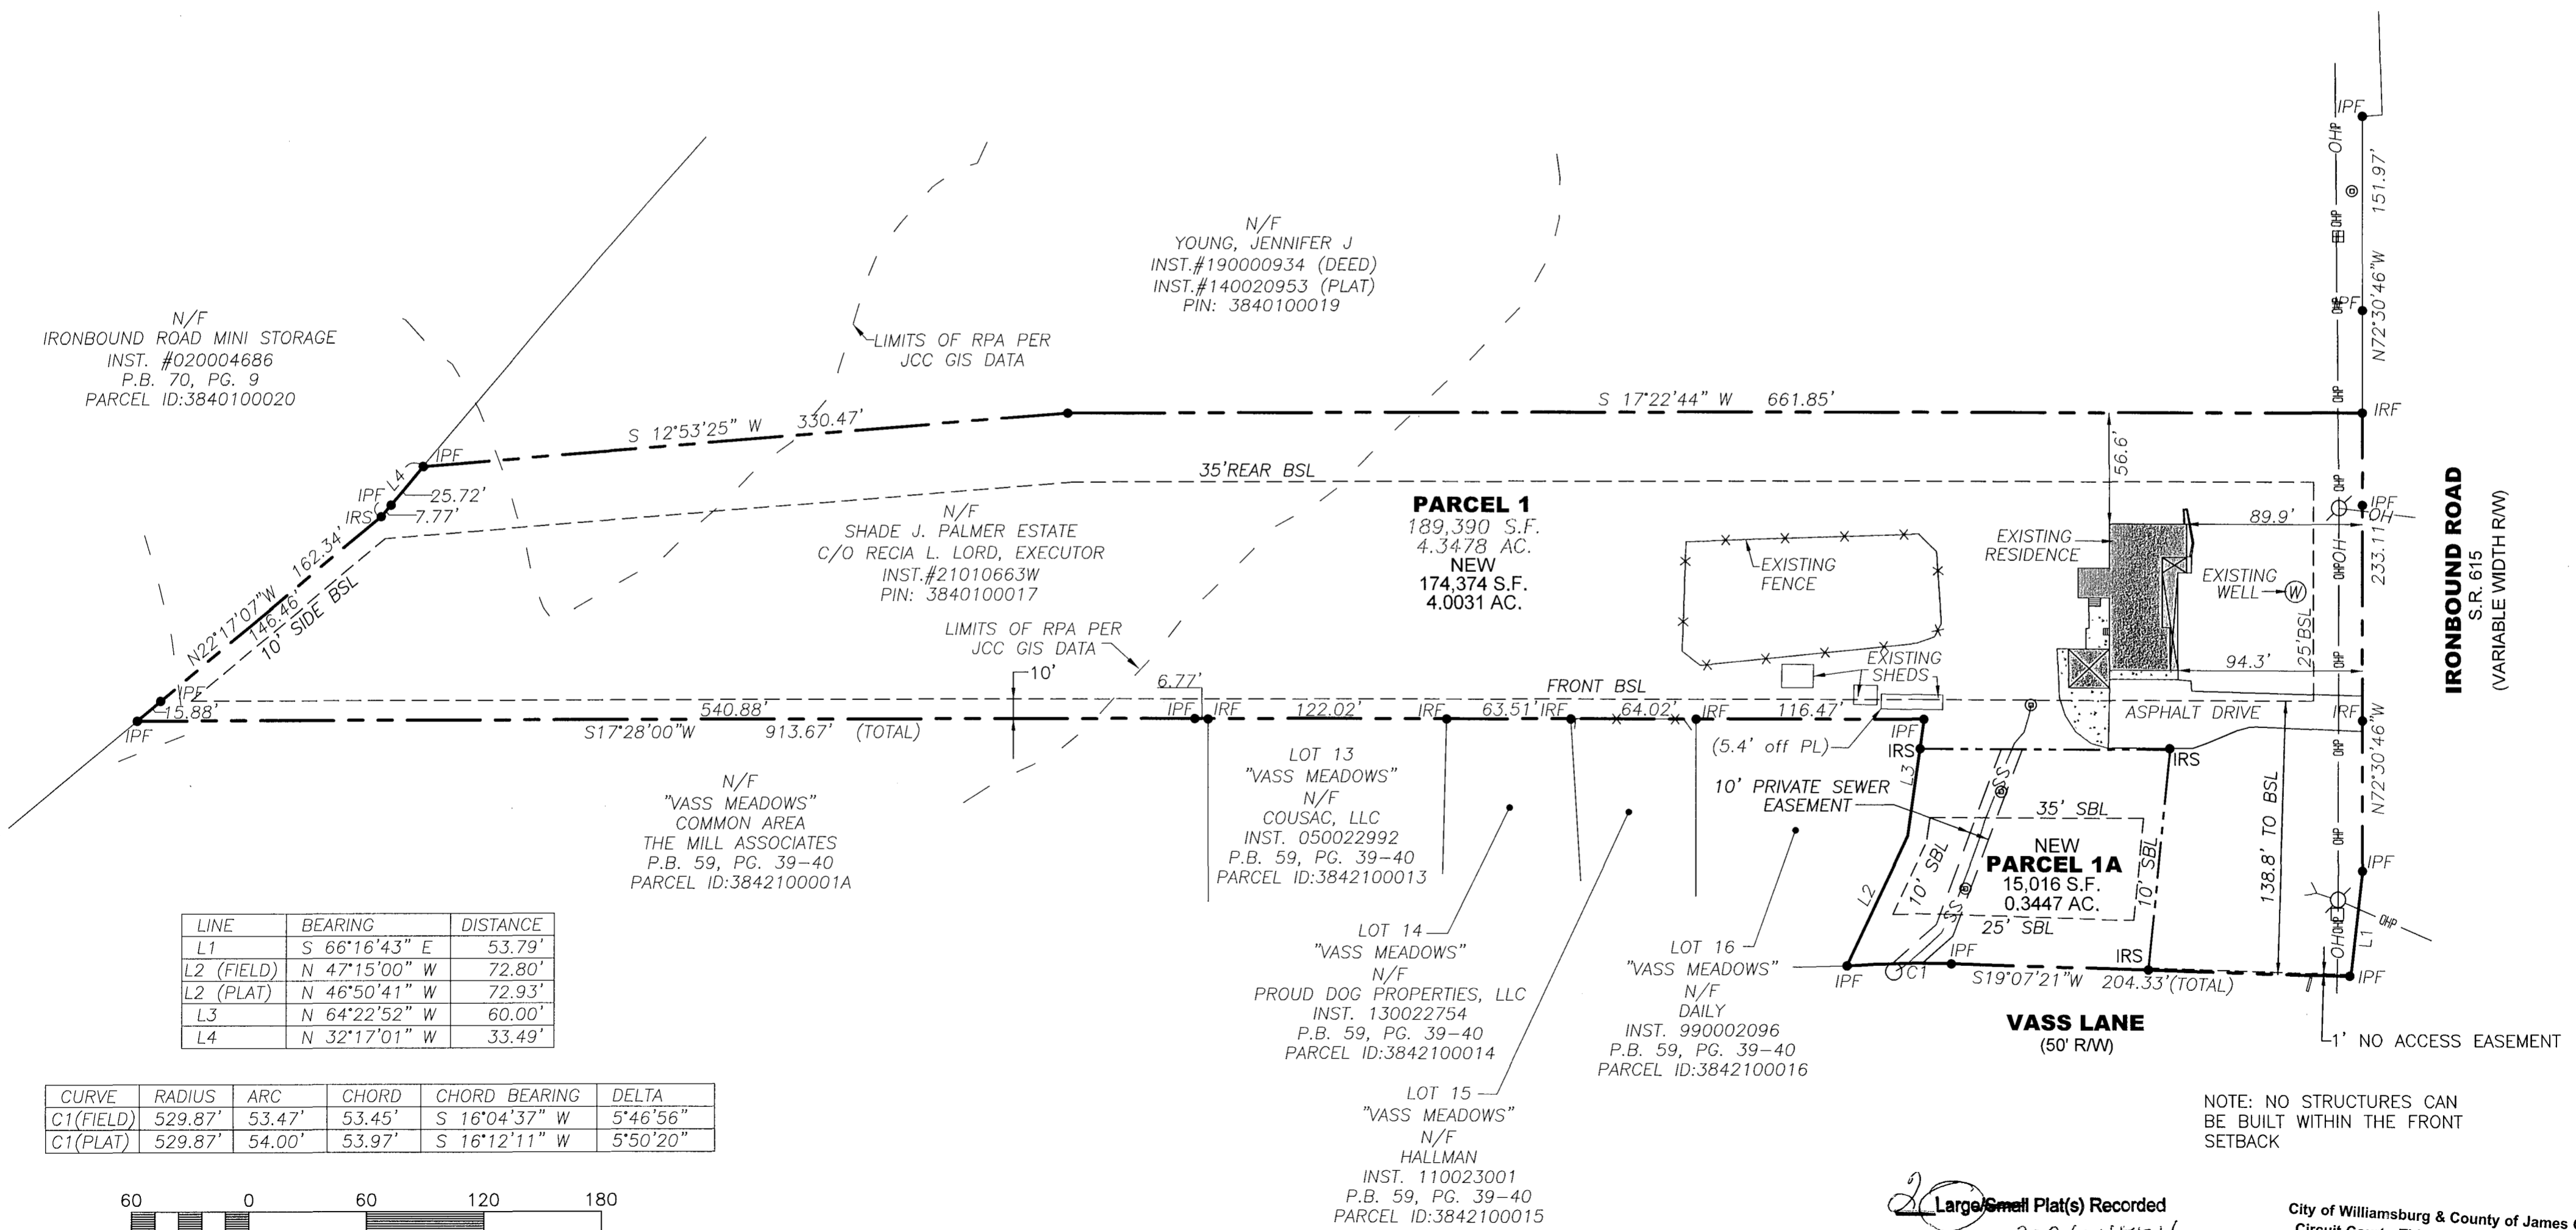 IPF
OHP
151.97'
N72°30'46"W
OHP
IPF
OHP
N/F
YOUNG, JENNIFER J
INST.#190000934 (DEED)
INST.#140020953 (PLAT)
PIN: 3840100019
N/F
IRONBOUND ROAD MINI STORAGE
INST. #020004686
P.B. 70, PG. 9
PARCEL ID:3840100020
LIMITS OF RPA PER
JCC GIS DATA
S 17°22'44" W 661.85'
IRF
S 12°53'25" W 330.47'
IPF
L4
25.72'
IPF
7.77'
IRS
162.34'
N22°17'07"W
146.46'
10' SIDE BSL
IPF
15.88'
IPF
35'REAR BSL
56.6'
N/F
SHADE J. PALMER ESTATE
C/O RECIA L. LORD, EXECUTOR
INST.#21010663W
PIN: 3840100017
LIMITS OF RPA PER
JCC GIS DATA
PARCEL 1
189,390 S.F.
4.3478 AC.
NEW
174,374 S.F.
4.0031 AC.
EXISTING
FENCE
EXISTING
RESIDENCE
EXISTING
WELL
W
89.9'
IPF
OH
OHP
OH
OHP
233.11'
94.3'
25'BSL
IRONBOUND ROAD
S.R. 615
(VARIABLE WIDTH R/W)
EXISTING
SHEDS
10'
6.77'
FRONT BSL
540.88'
IPF
IRF
122.02'
IRF
63.51'
IRF
64.02'
IRF
116.47'
S17°28'00"W 913.67' (TOTAL)
(5.4' off PL)
IPF
IRS
ASPHALT DRIVE
IRF
IRS
N72°30'46"W
OHP
IPF
L3
10' PRIVATE SEWER
EASEMENT
SS
35' SBL
NEW
PARCEL 1A
15,016 S.F.
0.3447 AC.
10' SBL
10' SBL
25' SBL
SS
138.8' TO BSL
L2
L1
OHP
OHP
IPF
C1
IPF
IRS
S19°07'21"W 204.33'(TOTAL)
IPF
VASS LANE
(50' R/W)
1' NO ACCESS EASEMENT
N/F
"VASS MEADOWS"
COMMON AREA
THE MILL ASSOCIATES
P.B. 59, PG. 39-40
PARCEL ID:3842100001A
LOT 13
"VASS MEADOWS"
N/F
COUSAC, LLC
INST. 050022992
P.B. 59, PG. 39-40
PARCEL ID:3842100013
LOT 14
"VASS MEADOWS"
N/F
PROUD DOG PROPERTIES, LLC
INST. 130022754
P.B. 59, PG. 39-40
PARCEL ID:3842100014
LOT 16
"VASS MEADOWS"
N/F
DAILY
INST. 990002096
P.B. 59, PG. 39-40
PARCEL ID:3842100016
LOT 15
"VASS MEADOWS"
N/F
HALLMAN
INST. 110023001
P.B. 59, PG. 39-40
PARCEL ID:3842100015
LINE BEARING DISTANCE
L1 S 66°16'43" E 53.79'
L2 (FIELD) N 47°15'00" W 72.80'
L2 (PLAT) N 46°50'41" W 72.93'
L3 N 64°22'52" W 60.00'
L4 N 32°17'01" W 33.49'
CURVE RADIUS ARC CHORD CHORD BEARING DELTA
C1(FIELD) 529.87' 53.47' 53.45' S 16°04'37" W 5°46'56"
C1(PLAT) 529.87' 54.00' 53.97' S 16°12'11" W 5°50'20"
60 0 60 120 180
NOTE: NO STRUCTURES CAN
BE BUILT WITHIN THE FRONT
SETBACK
2 Large/Small Plat(s) Recorded
City of Williamsburg & County of James